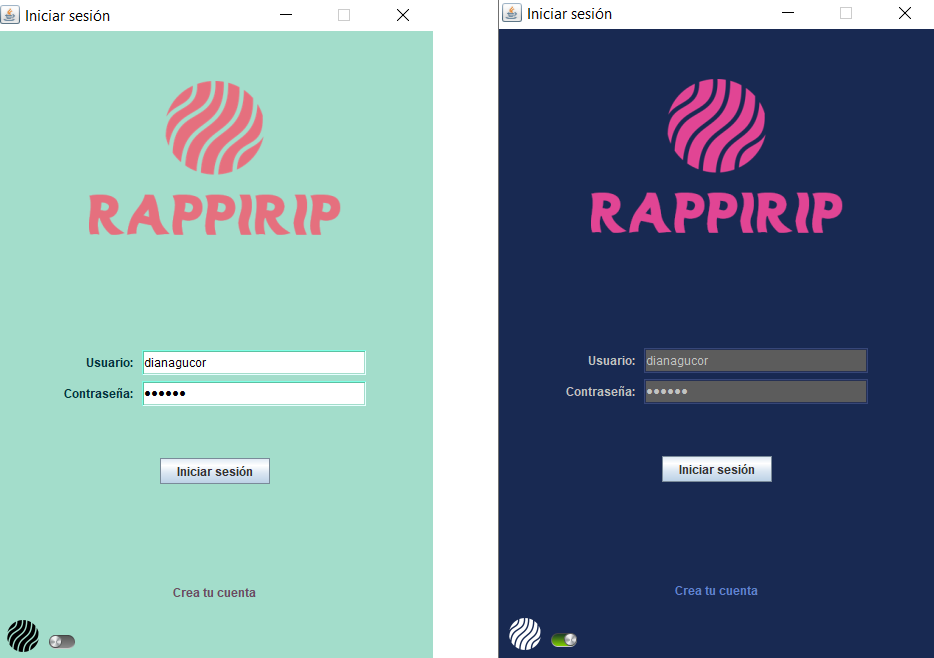 Iniciar sesión
RAPPIRIP
Usuario: dianagucor
Contraseña: ••••••
Iniciar sesión
Crea tu cuenta
Iniciar sesión
RAPPIRIP
Usuario: dianagucor
Contraseña: ••••••
Iniciar sesión
Crea tu cuenta